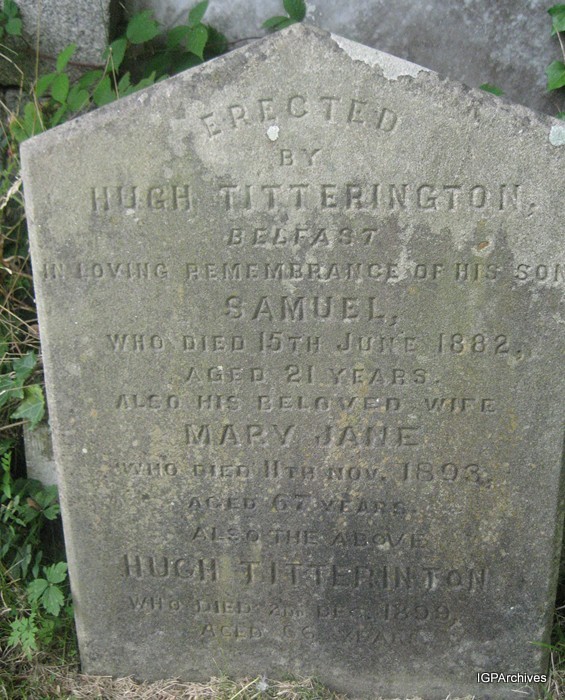 ERECTED
BY
HUGH TITTERINGTON,
BELFAST
IN LOVING REMEMBRANCE OF HIS SON
SAMUEL,
WHO DIED 15TH JUNE 1882,
AGED 21 YEARS.
ALSO HIS BELOVED WIFE
MARY JANE
WHO DIED 11TH NOV. 1893,
AGED 67 YEARS.
ALSO THE ABOVE
HUGH TITTERINTON
WHO DIED 2ND DEC. 1899,
AGED YEARS
IGPArchives